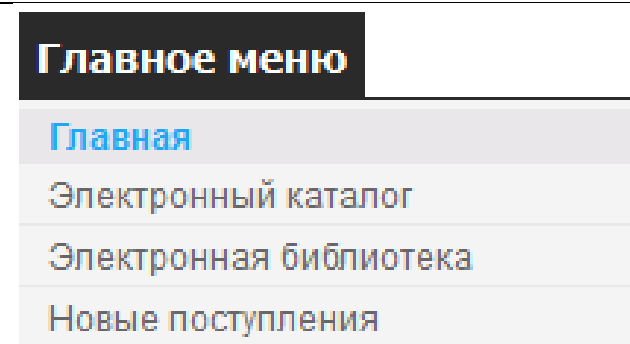 Главное меню
Главная
Электронный каталог
Электронная библиотека
Новые поступления